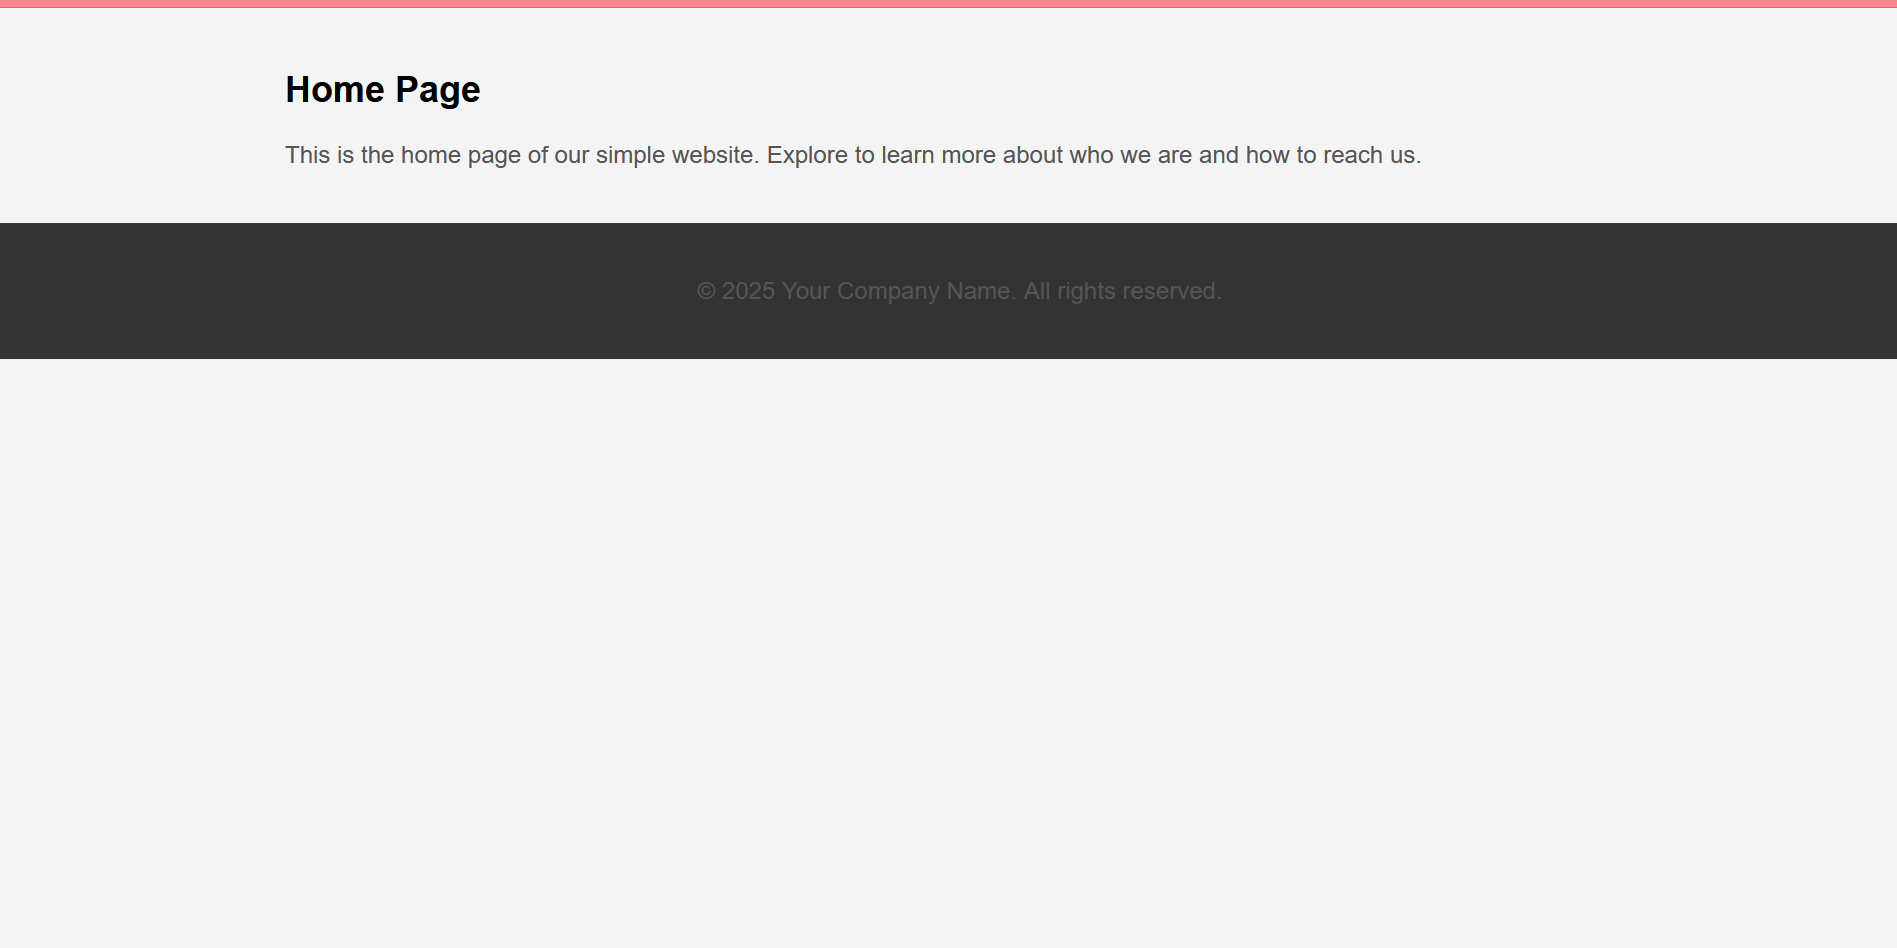 Home Page
This is the home page of our simple website. Explore to learn more about who we are and how to reach us.
© 2025 Your Company Name. All rights reserved.